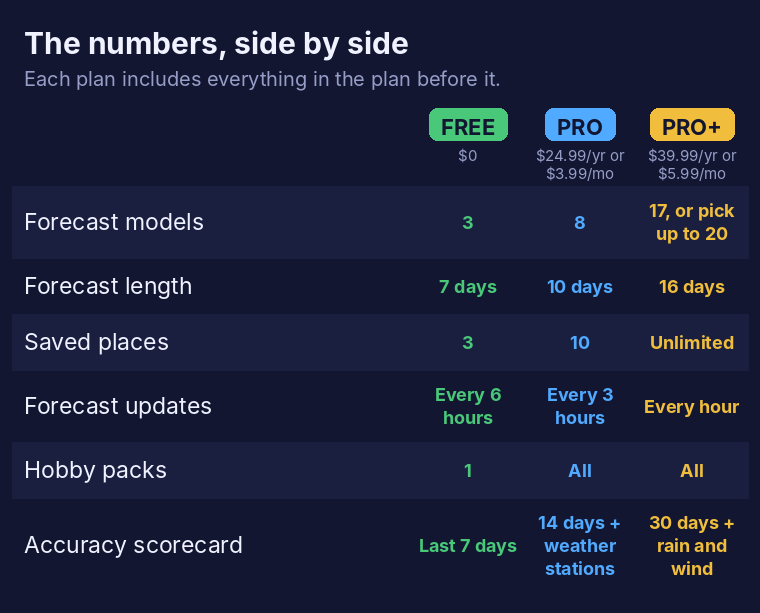 The numbers, side by side
Each plan includes everything in the plan before it.
FREE PRO PRO+
$0 $24.99/yr or $39.99/yr or
$3.99/mo $5.99/mo
Forecast models 3 8 17, or pick
up to 20
Forecast length 7 days 10 days 16 days
Saved places 3 10 Unlimited
Forecast updates Every 6 Every 3 Every hour
hours hours
Hobby packs 1 All All
Accuracy scorecard Last 7 days 14 days + 30 days +
weather rain and
stations wind